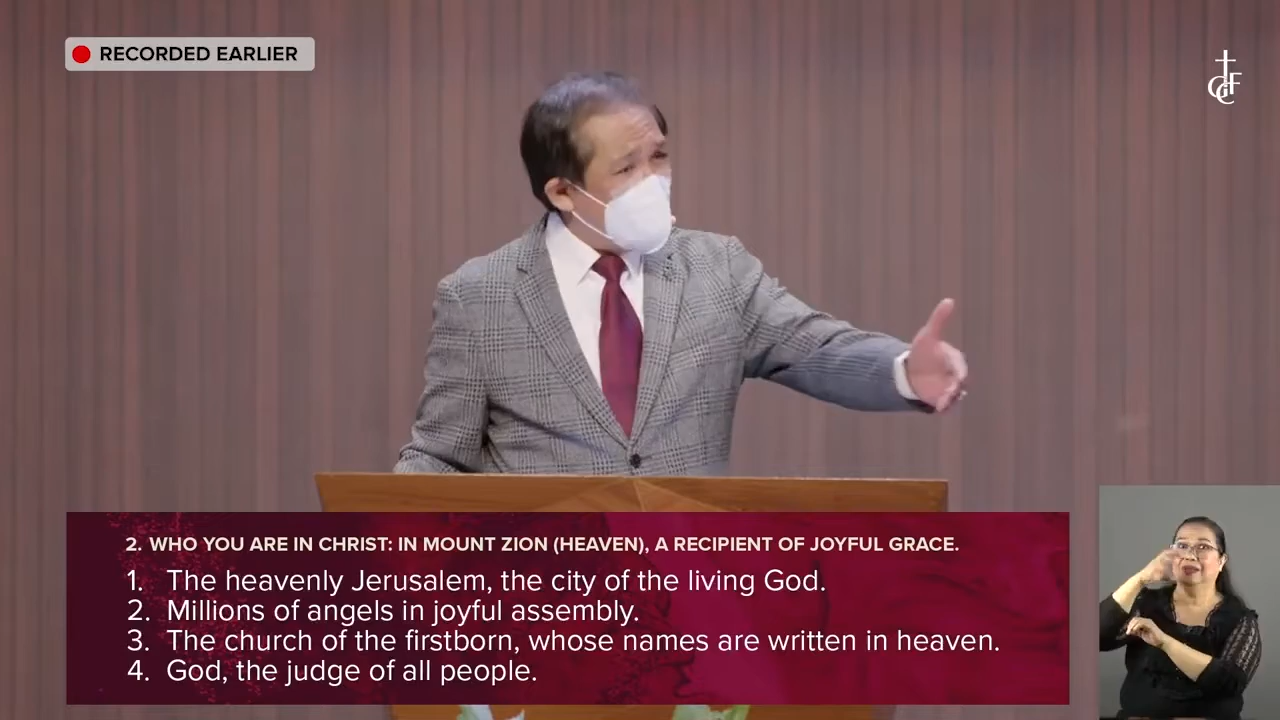 RECORDED EARLIER
GCF
2. WHO YOU ARE IN CHRIST: IN MOUNT ZION (HEAVEN), A RECIPIENT OF JOYFUL GRACE.
1. The heavenly Jerusalem, the city of the living God.
2. Millions of angels in joyful assembly.
3. The church of the firstborn, whose names are written in heaven.
4. God, the judge of all people.